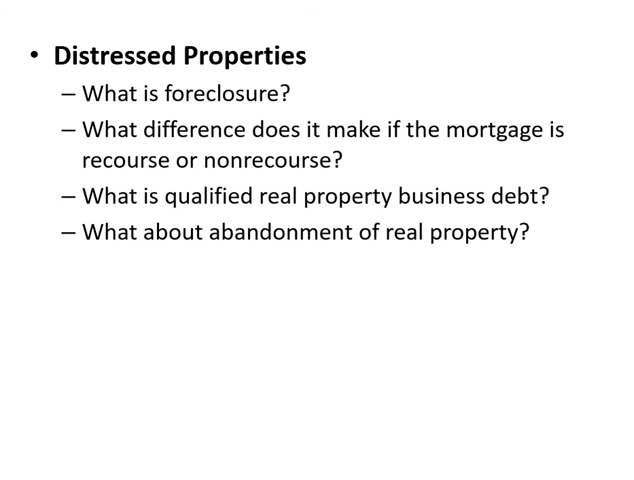 • Distressed Properties
– What is foreclosure?
– What difference does it make if the mortgage is
recourse or nonrecourse?
– What is qualified real property business debt?
– What about abandonment of real property?